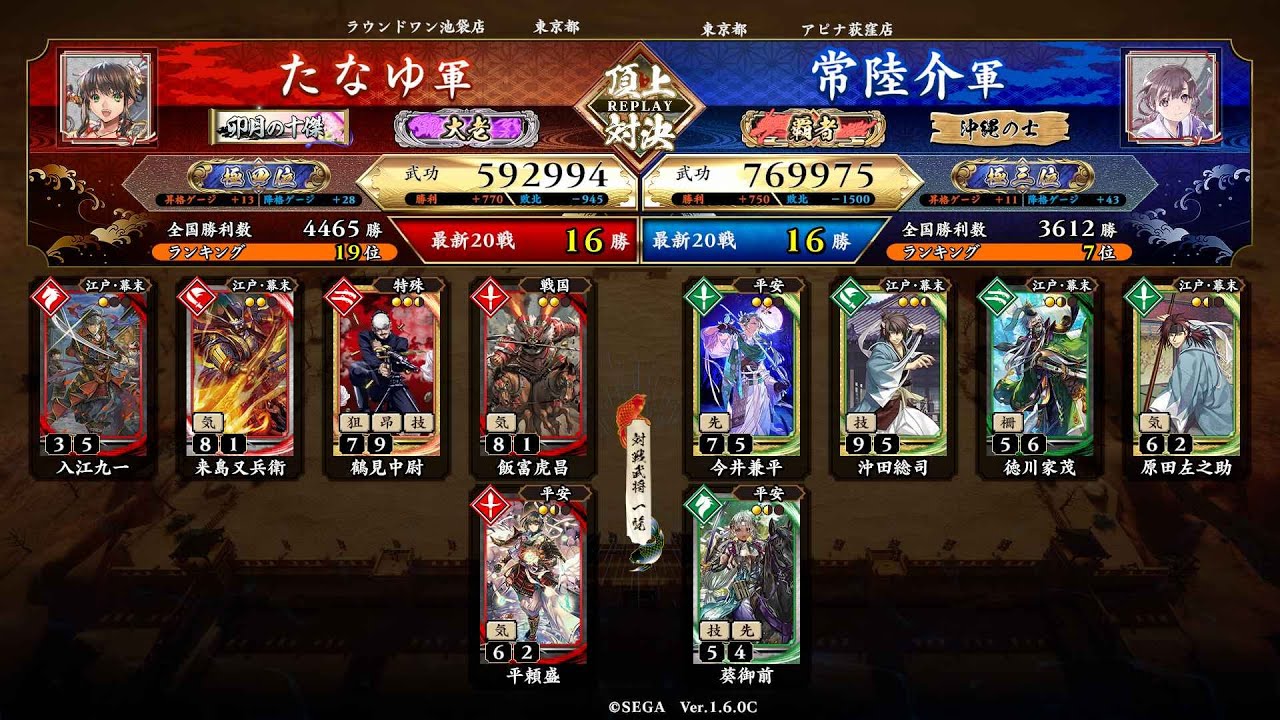 ラウンドワン池袋店 東京都
東京都 アピナ荻窪店
たなゆ軍
頂上
REPLAY
対決
常陸介軍
卯月の十傑
大老
覇者
沖縄の士
極四位
昇格ゲージ +13 降格ゲージ +28
武功 592994
勝利 +770 敗北 -945
武功 769975
勝利 +750 敗北 -1500
極三位
昇格ゲージ +11 降格ゲージ +43
全国勝利数 4465 勝
ランキング 19位
最新20戦 16勝
最新20戦 16勝
全国勝利数 3612 勝
ランキング 7位
江戸・幕末
3 5
入江九一
江戸・幕末
気
8 1
来島又兵衛
特殊
狙 昂 技
7 9
鶴見中尉
戦国
気
8 1
飯富虎昌
対戦武将一覧
平安
先
7 5
今井兼平
江戸・幕末
技
9 5
沖田総司
江戸・幕末
柵
5 6
徳川家茂
江戸・幕末
気
6 2
原田左之助
平安
気
6 2
平頼盛
平安
技 先
5 4
葵御前
©SEGA Ver.1.6.0C